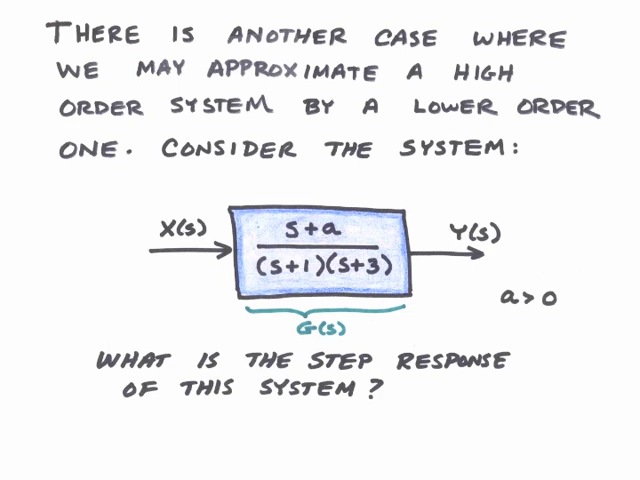 THERE IS ANOTHER CASE WHERE
WE MAY APPROXIMATE A HIGH
ORDER SYSTEM BY A LOWER ORDER
ONE. CONSIDER THE SYSTEM:
X(s)
s+a
(s+1)(s+3)
Y(s)
a>0
G(s)
WHAT IS THE STEP RESPONSE
OF THIS SYSTEM?